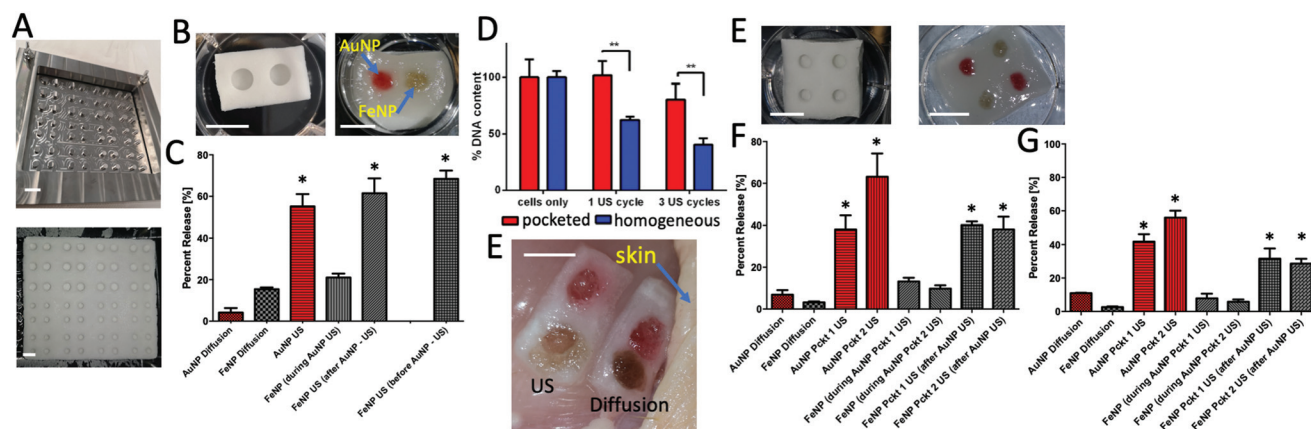 A
B
AuNP
FeNP
C
Percent Release [%]
80
60
40
20
0
*
*
*
AuNP Diffusion
FeNP Diffusion
AuNP US
FeNP (during AuNP US)
FeNP US (after AuNP - US)
FeNP US (before AuNP - US)
D
% DNA content
100
50
0
**
**
cells only
1 US cycle
3 US cycles
pocketed
homogeneous
E
skin
US
Diffusion
E
F
Percent Release [%]
80
60
40
20
0
*
*
*
*
AuNP Diffusion
FeNP Diffusion
AuNP Pckt 1 US
AuNP Pckt 2 US
FeNP (during AuNP Pckt 1 US)
FeNP (during AuNP Pckt 2 US)
FeNP Pckt 1 US (after AuNP US)
FeNP Pckt 2 US (after AuNP US)
G
Percent Release [%]
80
60
40
20
0
*
*
*
*
AuNP Diffusion
FeNP Diffusion
AuNP Pckt 1 US
AuNP Pckt 2 US
FeNP (during AuNP Pckt 1 US)
FeNP (during AuNP Pckt 2 US)
FeNP Pckt 1 US (after AuNP US)
FeNP Pckt 2 US (after AuNP US)